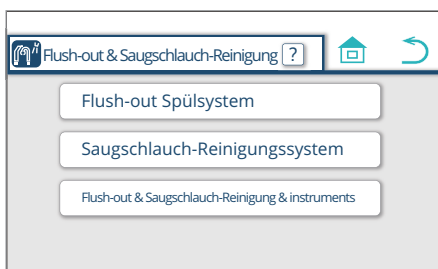 Flush-out & Saugschlauch-Reinigung ?
Flush-out Spülsystem
Saugschlauch-Reinigungssystem
Flush-out & Saugschlauch-Reinigung & instruments